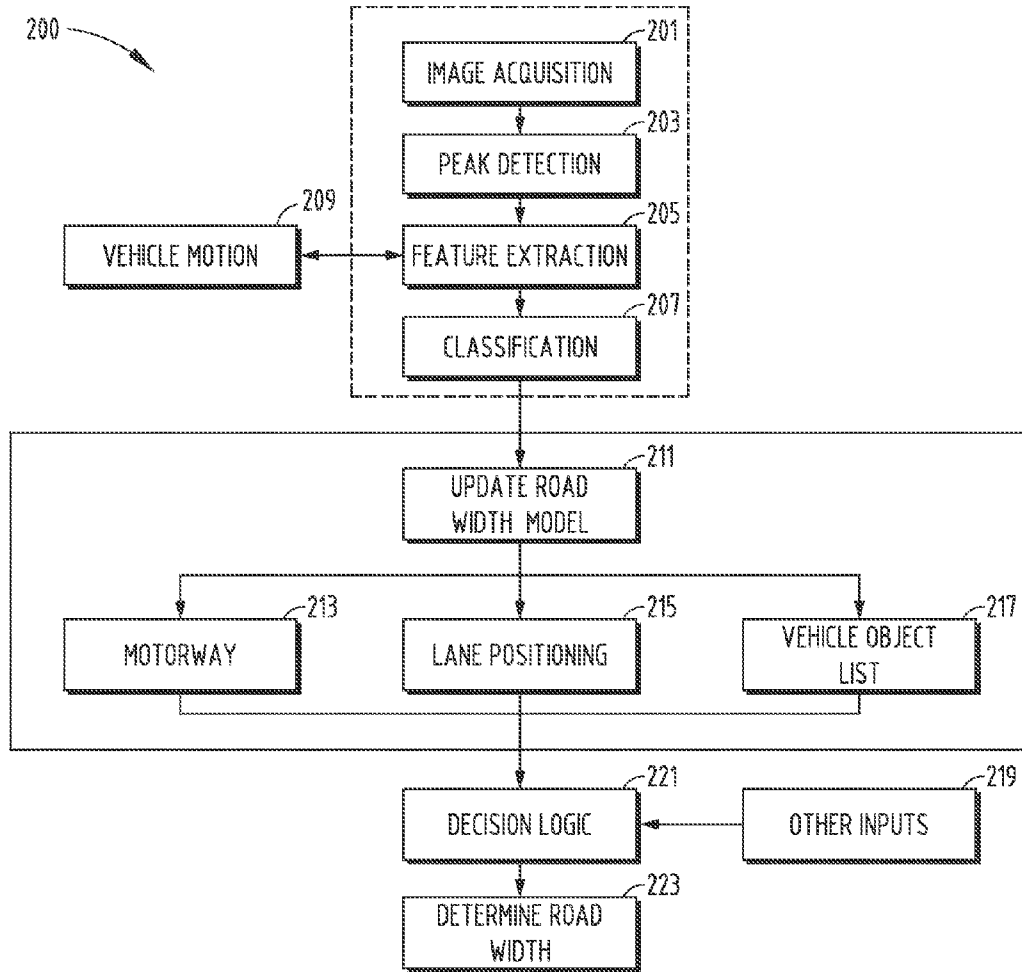 200
201
IMAGE ACQUISITION
203
PEAK DETECTION
209
VEHICLE MOTION
205
FEATURE EXTRACTION
207
CLASSIFICATION
211
UPDATE ROAD
WIDTH MODEL
213
MOTORWAY
215
LANE POSITIONING
217
VEHICLE OBJECT
LIST
221
DECISION LOGIC
219
OTHER INPUTS
223
DETERMINE ROAD
WIDTH